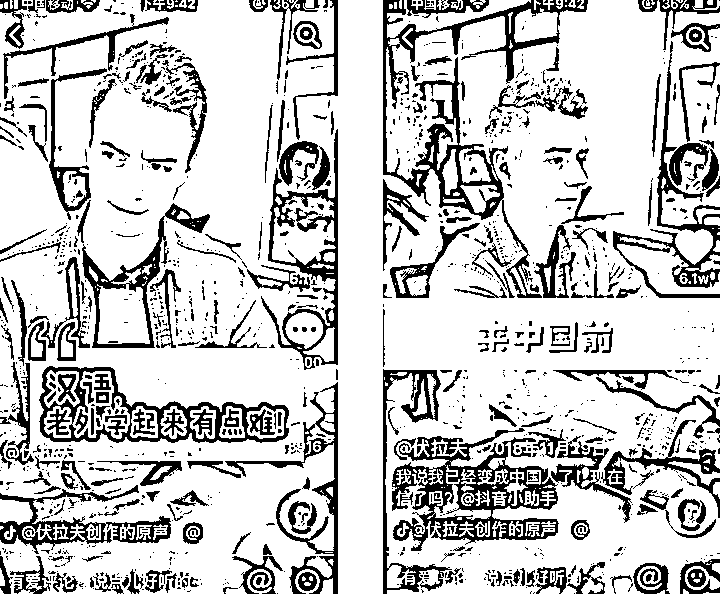 中国移动 下午9:42 36%
6.1w
汉语,
老外学起来有点难!
@伏拉夫
@伏拉夫创作的原声 @
有爱评论,说点儿好听的~
中国移动 下午9:42 36%
6.1w
来中国前
@伏拉夫 2018年11月19日
我说我已经变成中国人了!现在
信了吗?@抖音小助手
@伏拉夫创作的原声 @
有爱评论,说点儿好听的~